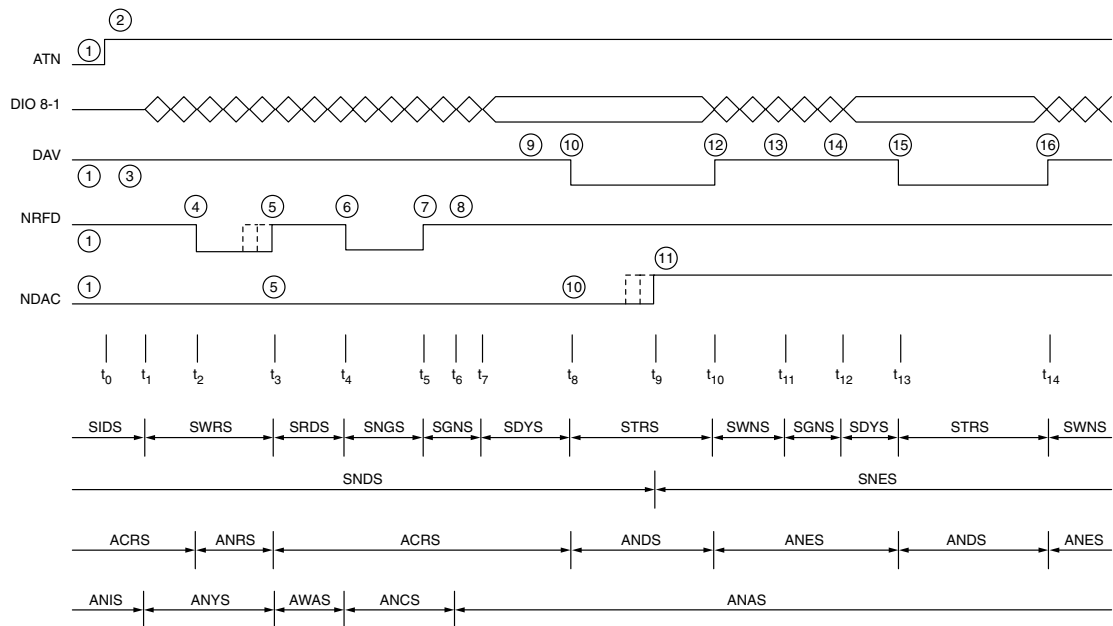 ②
ATN ①
DIO 8-1
⑨ ⑩ ⑫ ⑬ ⑭ ⑮ ⑯
DAV
① ③
④ ⑤ ⑥ ⑦ ⑧
NRFD
①
⑪
NDAC ① ⑤ ⑩
t0 t1 t2 t3 t4 t5 t6 t7 t8 t9 t10 t11 t12 t13 t14
SIDS SWRS SRDS SNGS SGNS SDYS STRS SWNS SGNS SDYS STRS SWNS
SNDS SNES
ACRS ANRS ACRS ANDS ANES ANDS ANES
ANIS ANYS AWAS ANCS ANAS